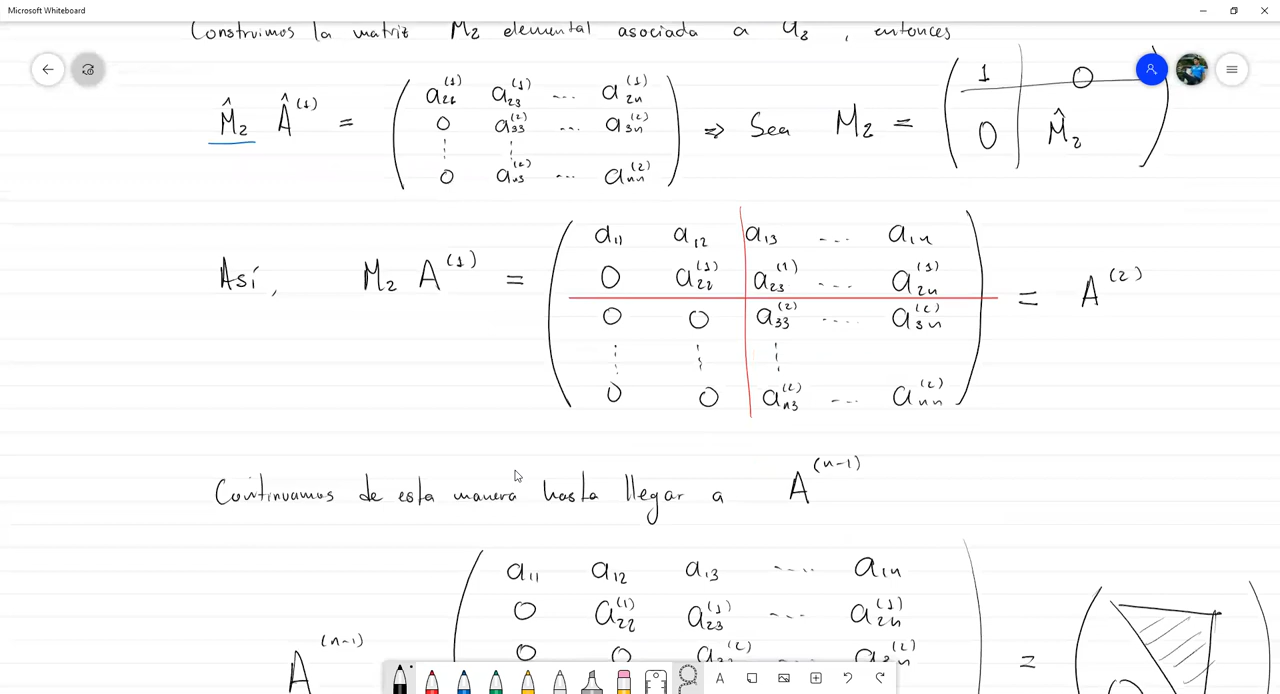 Microsoft Whiteboard
Construimos la matriz M₂ elemental asociada a a₂, entonces
M̂₂ Â⁽¹⁾ = ( a₂₂⁽¹⁾ a₂₃⁽¹⁾ ... a₂ₙ⁽¹⁾ ⇒ Sea M₂ = ( 1 0
0 a₃₃⁽²⁾ ... a₃ₙ⁽²⁾ 0 M̂₂ )
0 aₙ₃⁽²⁾ ... aₙₙ⁽²⁾ )
Así, M₂ A⁽¹⁾ = ( a₁₁ a₁₂ a₁₃ ... a₁ₙ
0 a₂₂⁽¹⁾ a₂₃⁽¹⁾ ... a₂ₙ⁽¹⁾
0 0 a₃₃⁽²⁾ ... a₃ₙ⁽²⁾
0 0 aₙ₃⁽²⁾ ... aₙₙ⁽²⁾ ) = A⁽²⁾
Continuamos de esta manera hasta llegar a A⁽ⁿ⁻¹⁾
A⁽ⁿ⁻¹⁾ ( a₁₁ a₁₂ a₁₃ ... a₁ₙ
0 a₂₂⁽¹⁾ a₂₃⁽¹⁾ ... a₂ₙ⁽¹⁾
0 0 a₃₃⁽²⁾ ... a₃ₙ⁽²⁾ = (